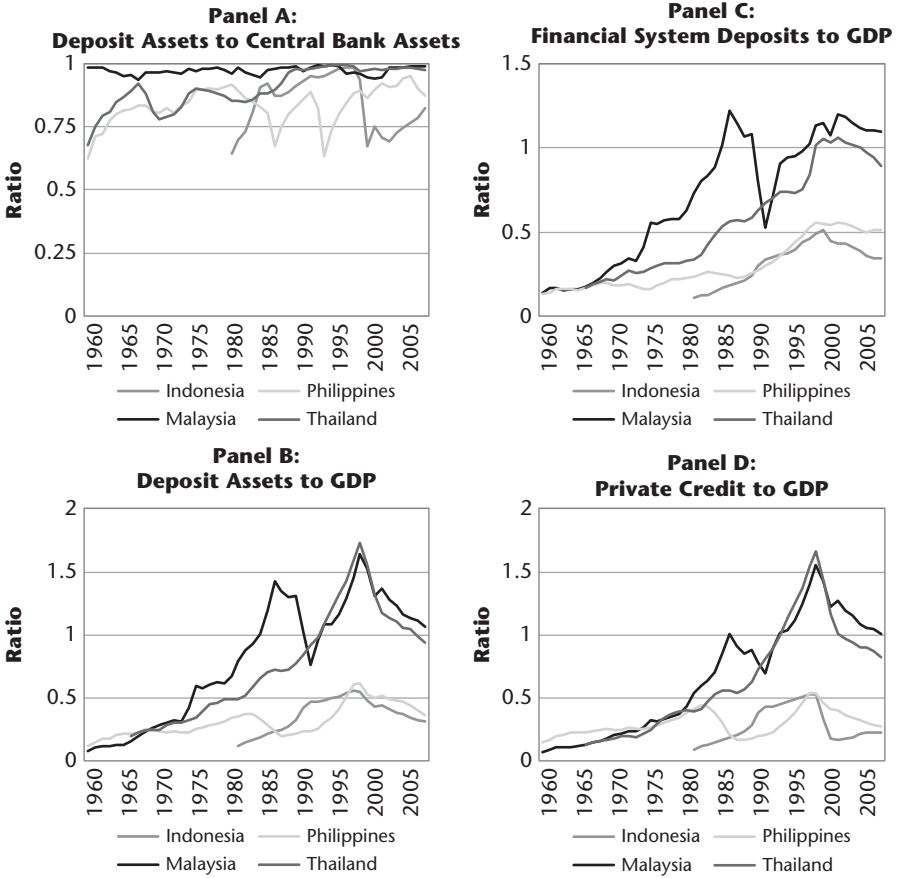 Panel A:
Deposit Assets to Central Bank Assets
Ratio
1
0.75
0.5
0.25
0
1960 1965 1970 1975 1980 1985 1990 1995 2000 2005
Indonesia Philippines
Malaysia Thailand
Panel C:
Financial System Deposits to GDP
Ratio
1.5
1
0.5
0
1960 1965 1970 1975 1980 1985 1990 1995 2000 2005
Indonesia Philippines
Malaysia Thailand
Panel B:
Deposit Assets to GDP
Ratio
2
1.5
1
0.5
0
1960 1965 1970 1975 1980 1985 1990 1995 2000 2005
Indonesia Philippines
Malaysia Thailand
Panel D:
Private Credit to GDP
Ratio
2
1.5
1
0.5
0
1960 1965 1970 1975 1980 1985 1990 1995 2000 2005
Indonesia Philippines
Malaysia Thailand